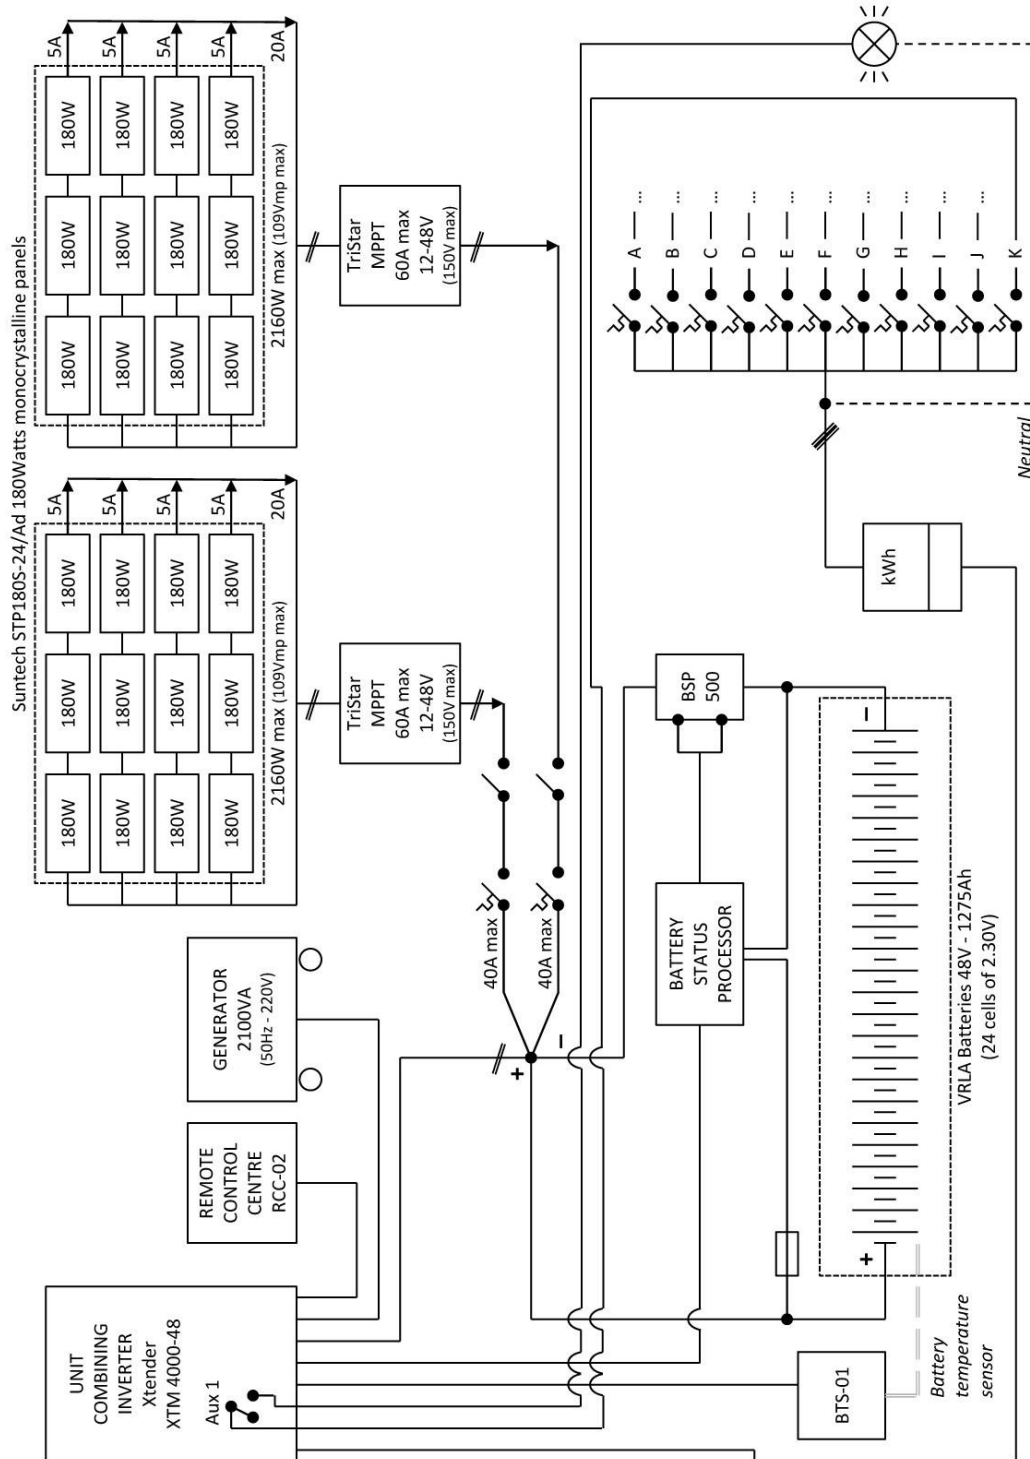 Suntech STP180S-24/Ad 180Watts monocrystalline panels
180W 180W 180W 5A
180W 180W 180W 5A
180W 180W 180W 5A
180W 180W 180W 5A
20A
2160W max (109Vmp max)
180W 180W 180W 5A
180W 180W 180W 5A
180W 180W 180W 5A
180W 180W 180W 5A
20A
2160W max (109Vmp max)
TriStar
MPPT
60A max
12-48V
(150V max)
TriStar
MPPT
60A max
12-48V
(150V max)
UNIT
COMBINING
INVERTER
Xtender
XTM 4000-48
Aux 1
REMOTE
CONTROL
CENTRE
RCC-02
GENERATOR
2100VA
(50Hz - 220V)
40A max
40A max
+
–
BATTERY
STATUS
PROCESSOR
BSP
500
+
–
VRLA Batteries 48V - 1275Ah
(24 cells of 2.30V)
BTS-01
Battery
temperature
sensor
kWh
Neutral
A ...
B ...
C ...
D ...
E ...
F ...
G ...
H ...
I ...
J ...
K